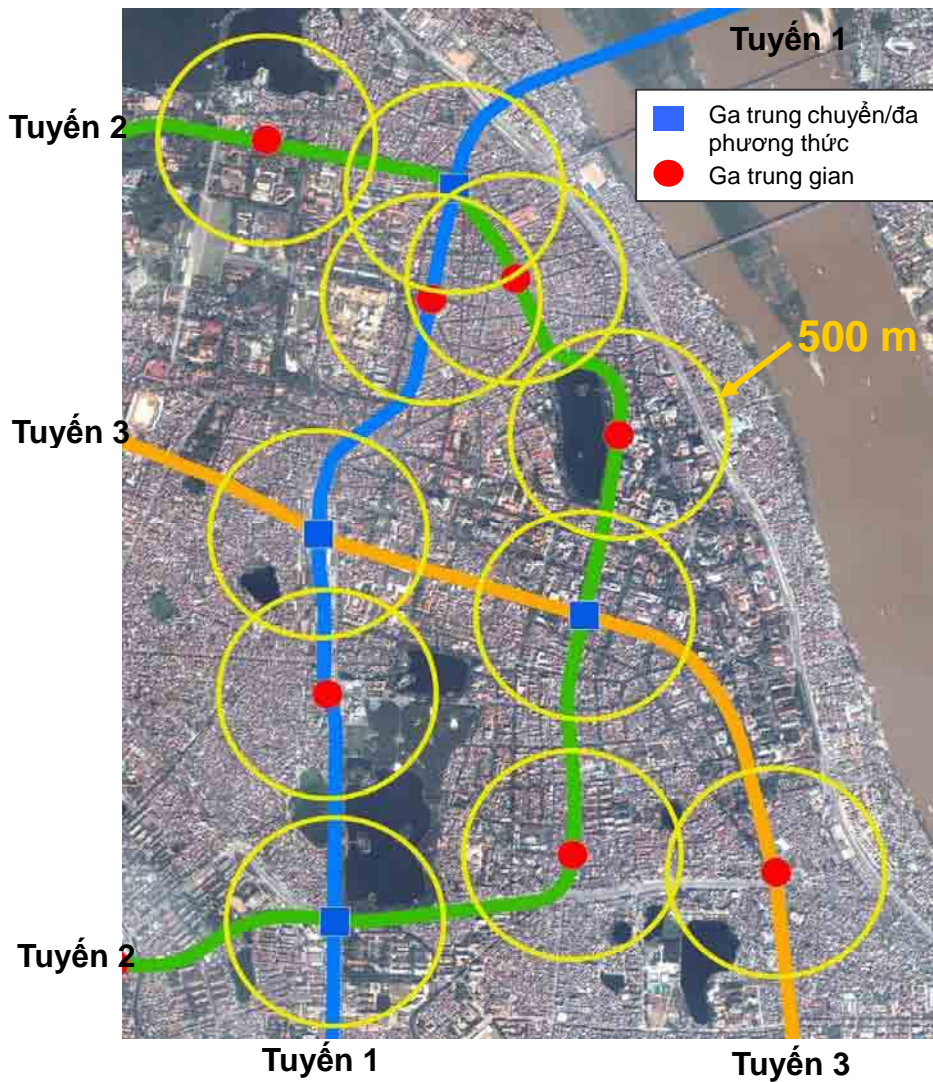 Tuyến 1
Ga trung chuyển/đa
phương thức
Ga trung gian
Tuyến 2
500 m
Tuyến 3
Tuyến 2
Tuyến 1
Tuyến 3